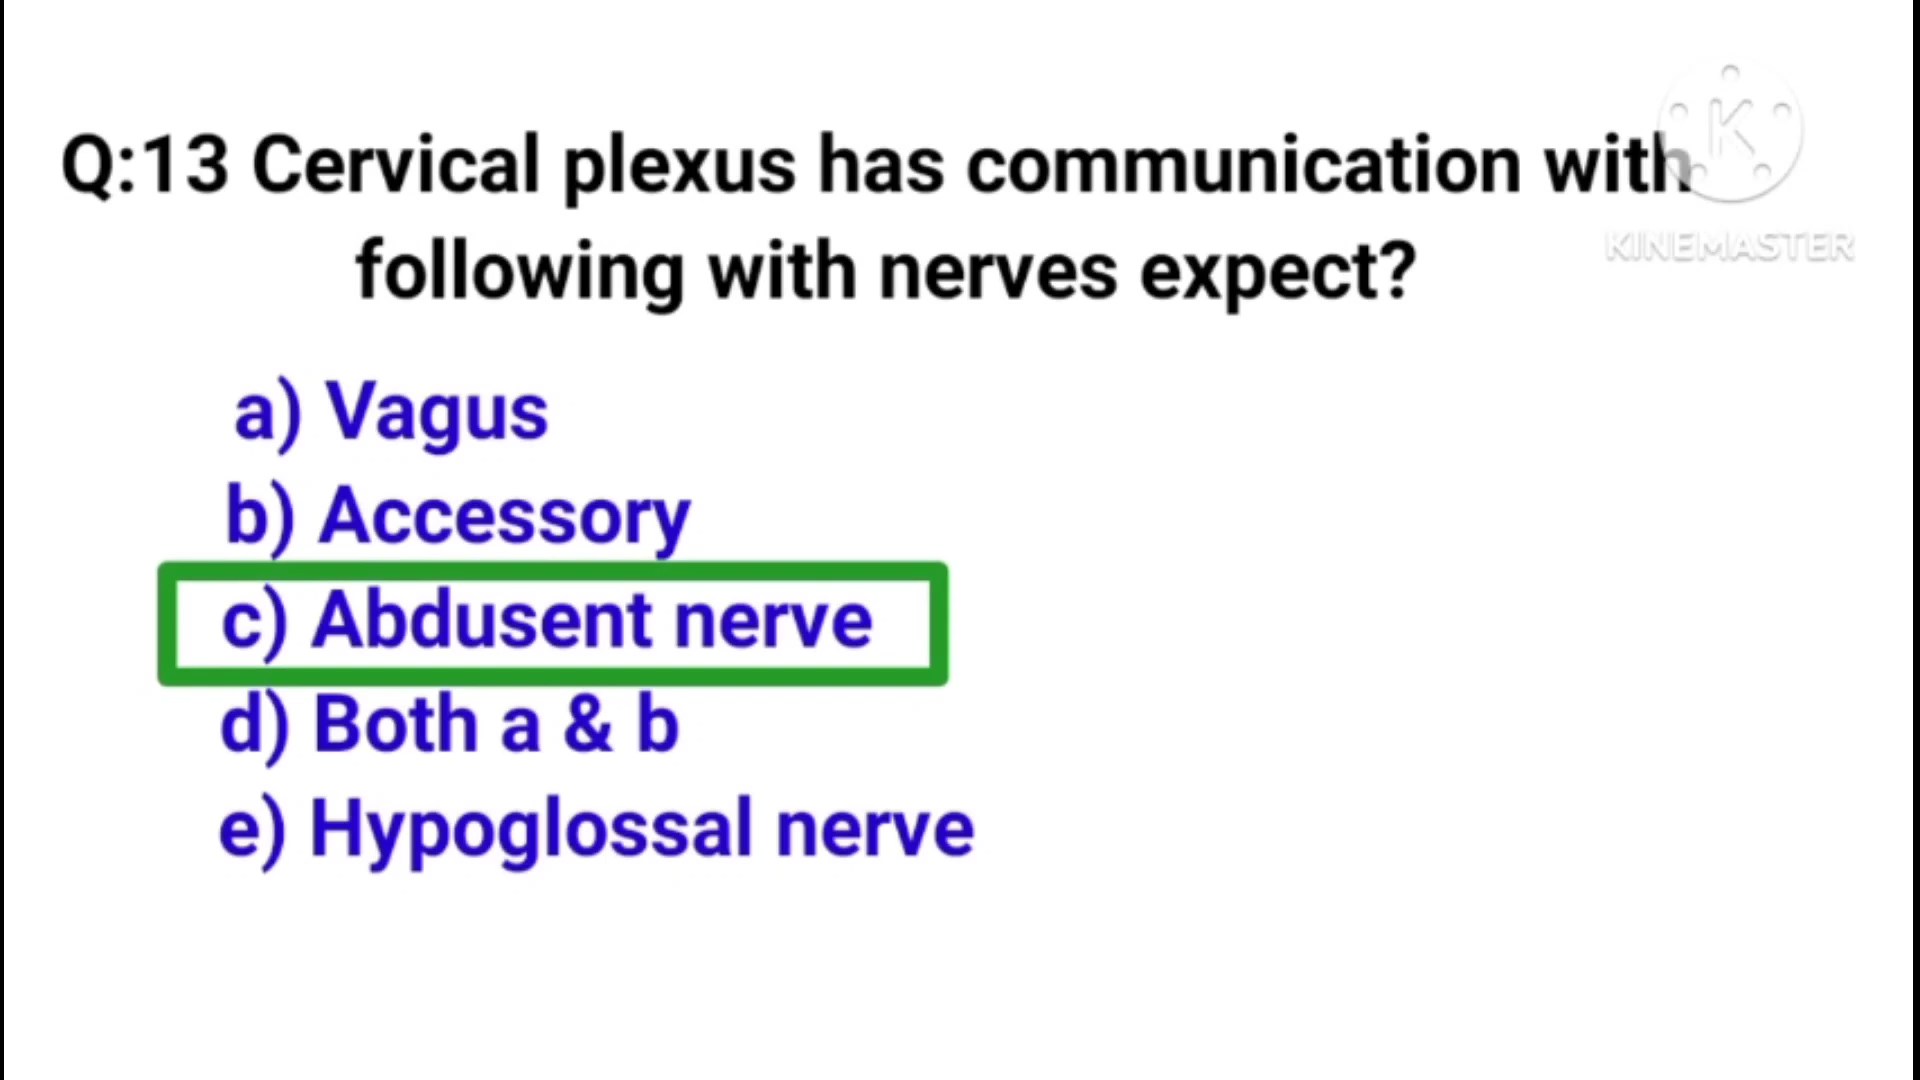 Q:13 Cervical plexus has communication with
following with nerves expect?
K
KINEMASTER
a) Vagus
b) Accessory
c) Abdusent nerve
d) Both a & b
e) Hypoglossal nerve